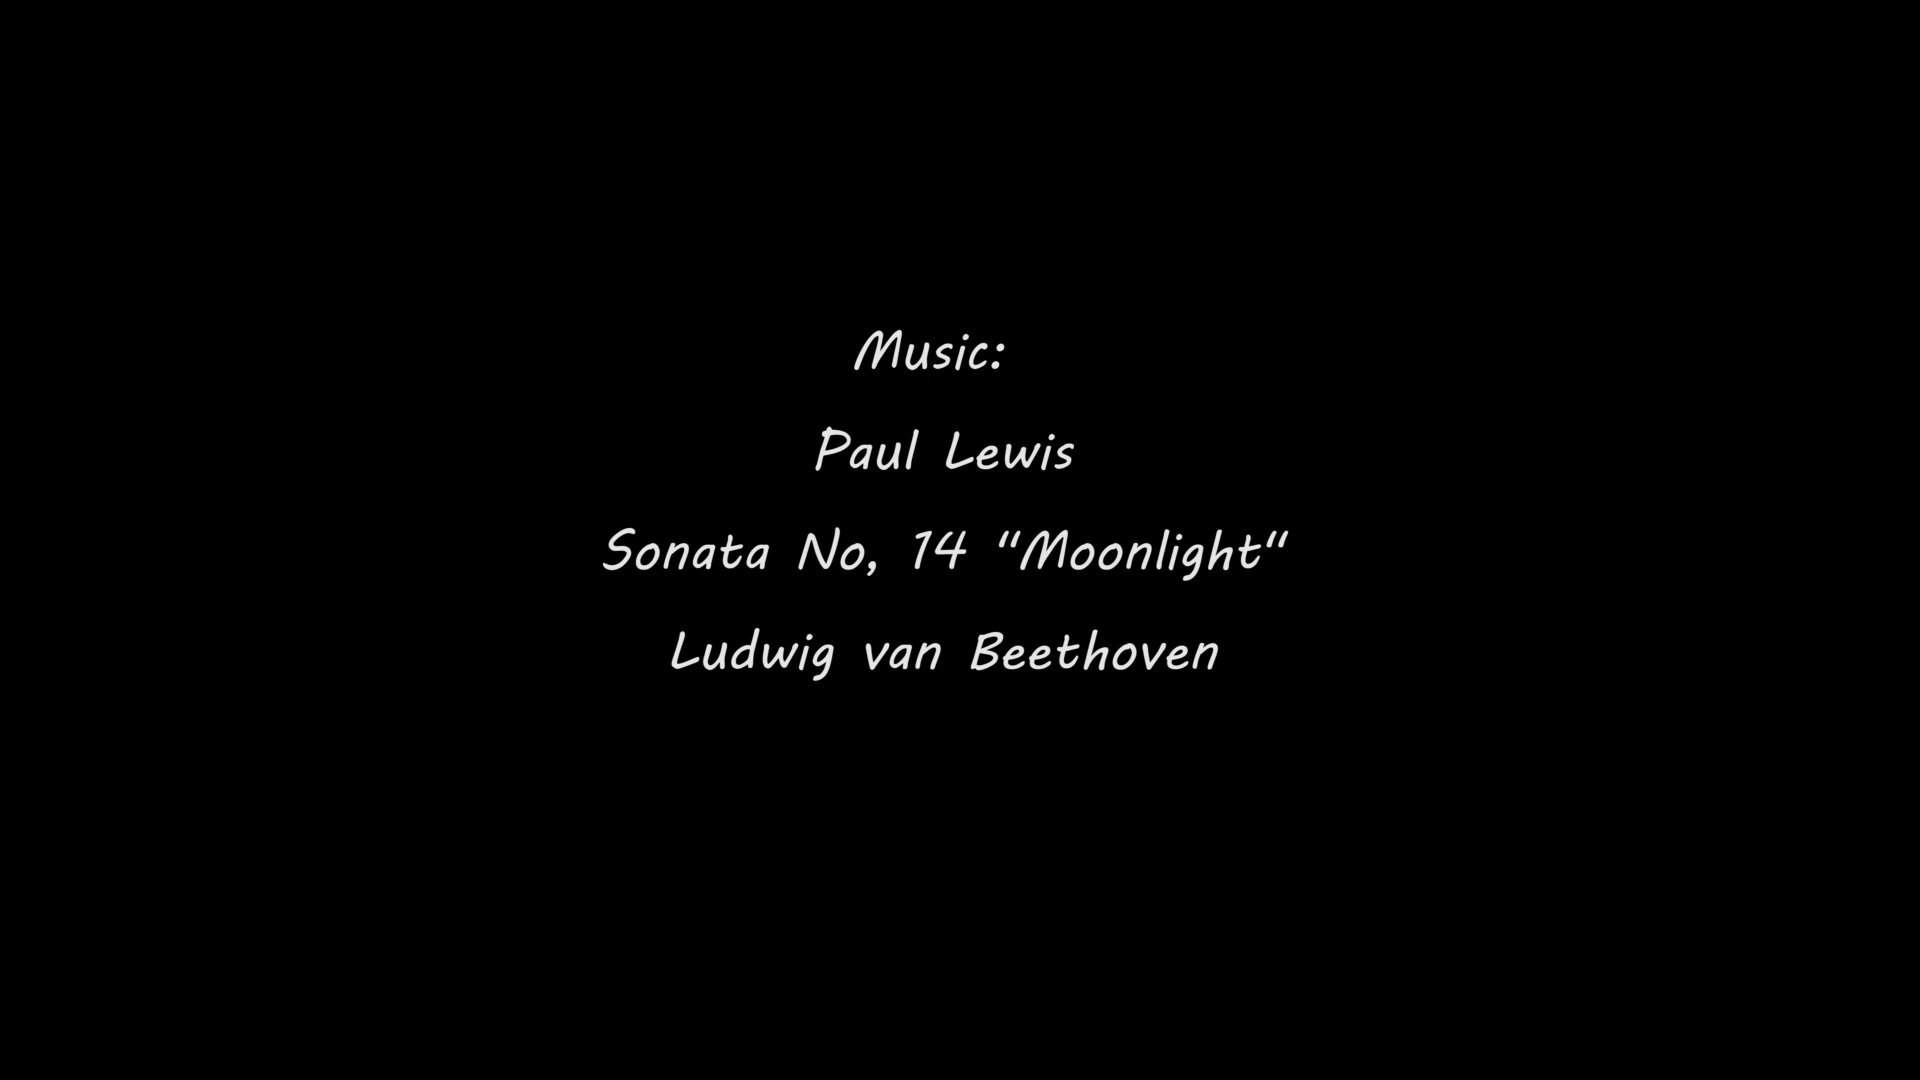 Music:
Paul Lewis
Sonata No, 14 "Moonlight"
Ludwig van Beethoven